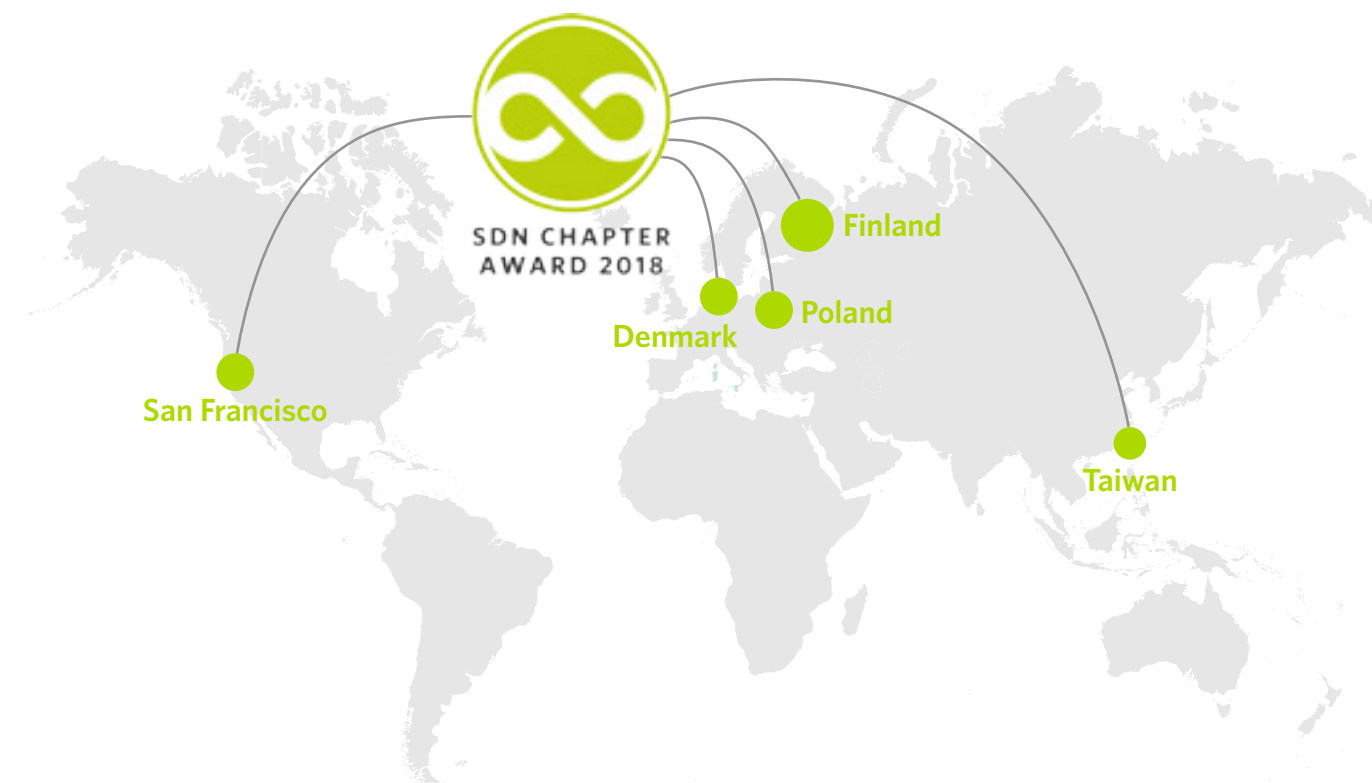 SDN CHAPTER
AWARD 2018
Finland
Poland
Denmark
San Francisco
Taiwan